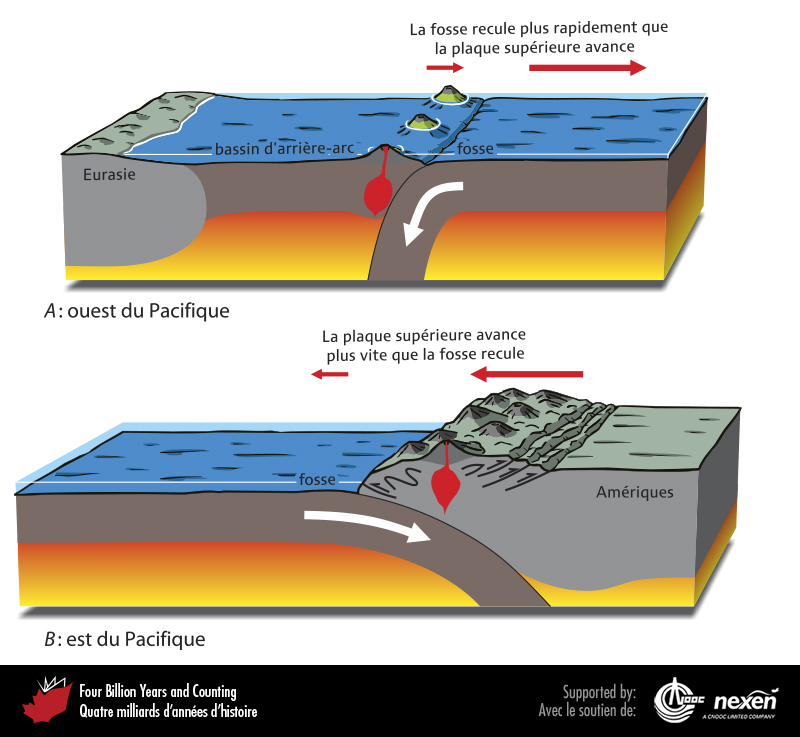 La fosse recule plus rapidement que
la plaque supérieure avance
bassin d'arrière-arc
fosse
Eurasie
A: ouest du Pacifique
La plaque supérieure avance
plus vite que la fosse recule
fosse
Amériques
B: est du Pacifique
Four Billion Years and Counting
Quatre milliards d'années d'histoire
Supported by:
Avec le soutien de:
CNOOC
nexen
A CNOOC LIMITED COMPANY